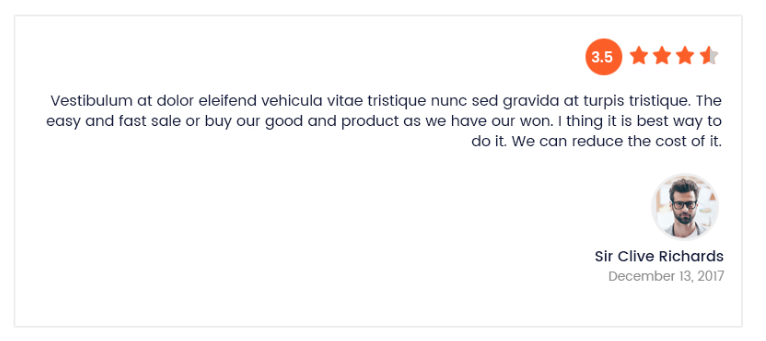 3.5
Vestibulum at dolor eleifend vehicula vitae tristique nunc sed gravida at turpis tristique. The
easy and fast sale or buy our good and product as we have our won. I thing it is best way to
do it. We can reduce the cost of it.
Sir Clive Richards
December 13, 2017